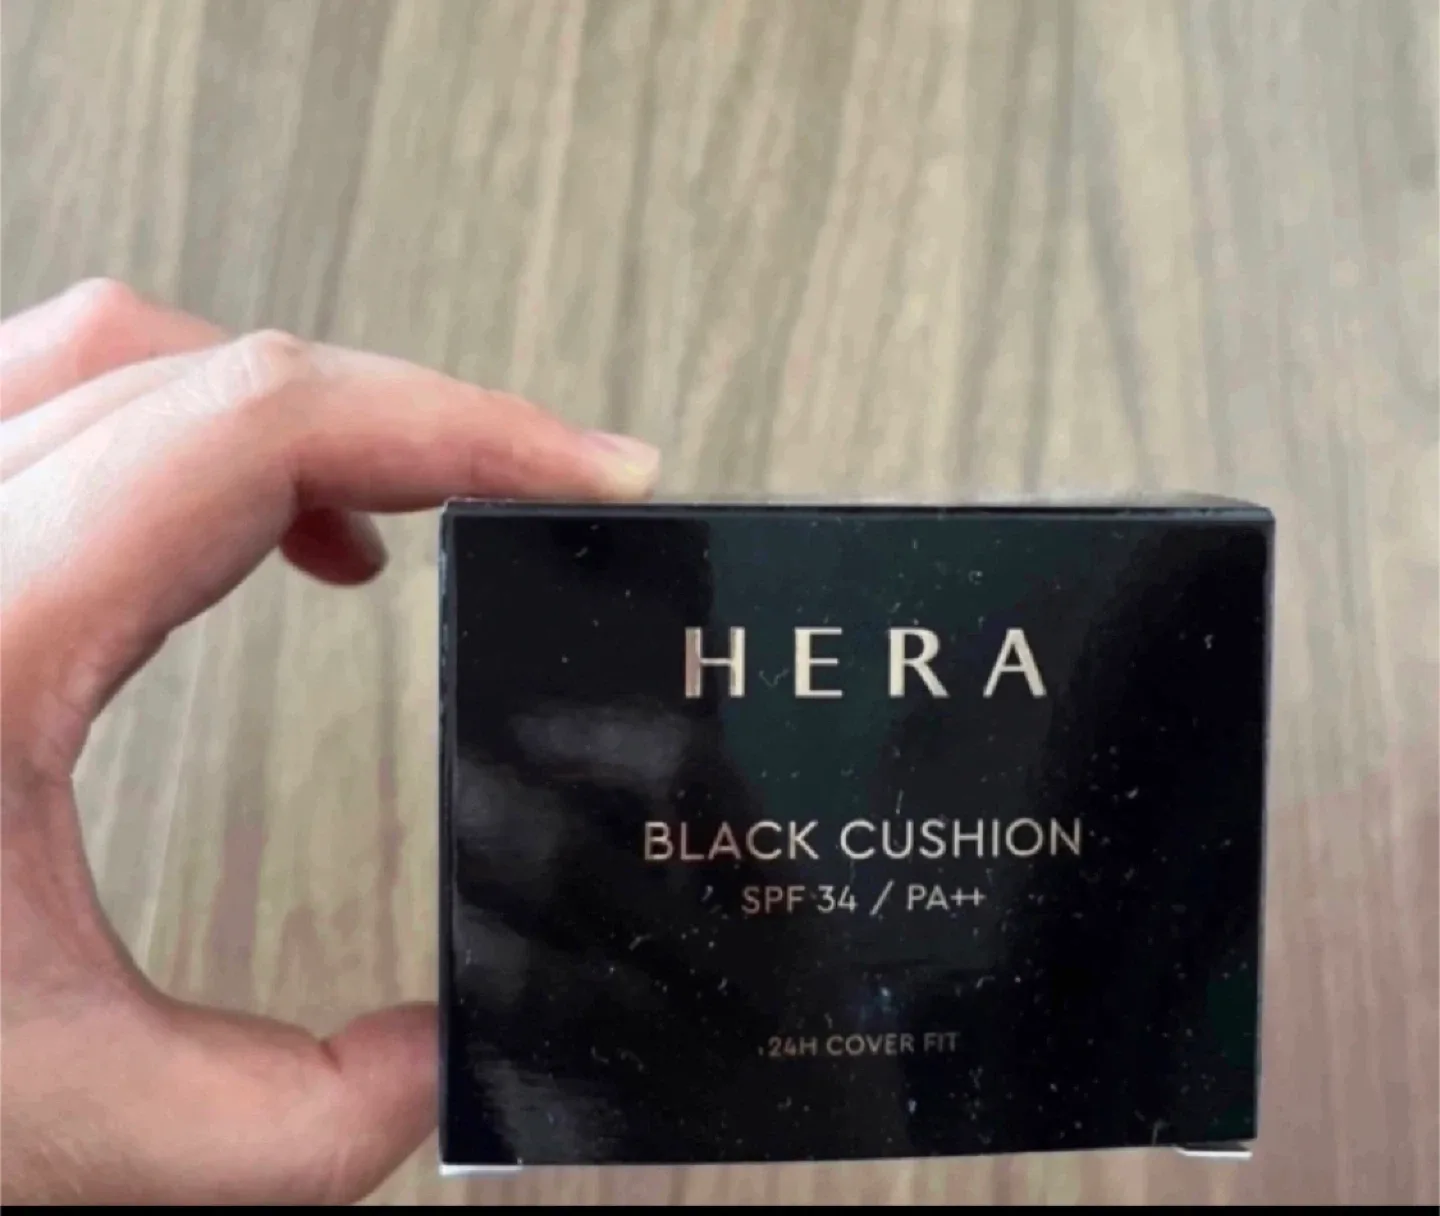 HERA
BLACK CUSHION
SPF 34 / PA++
24H COVER FIT